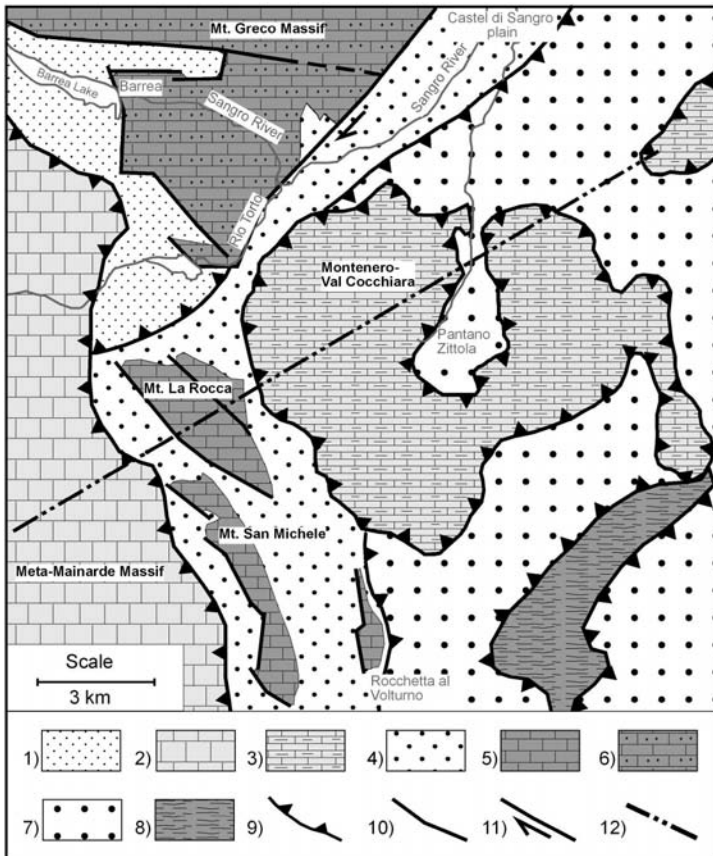 Mt. Greco Massif
Castel di Sangro
plain
Barrea Lake
Barrea
Sangro River
Sangro River
Rio Torto
Montenero-
Val Cocchiara
Pantano
Zittola
Mt. La Rocca
Mt. San Michele
Meta-Mainarde Massif
Scale
3 km
Rocchetta al
Volturno
1) 2) 3) 4) 5) 6)
7) 8) 9) 10) 11) 12)